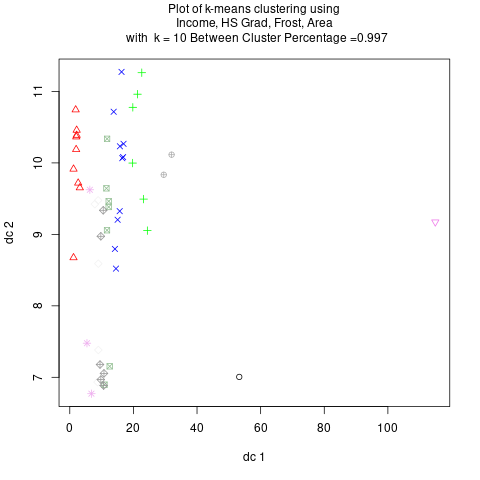 Plot of k-means clustering using
Income, HS Grad, Frost, Area
with k = 10 Between Cluster Percentage =0.997
11
10
9
8
7
dc 2
0 20 40 60 80 100
dc 1